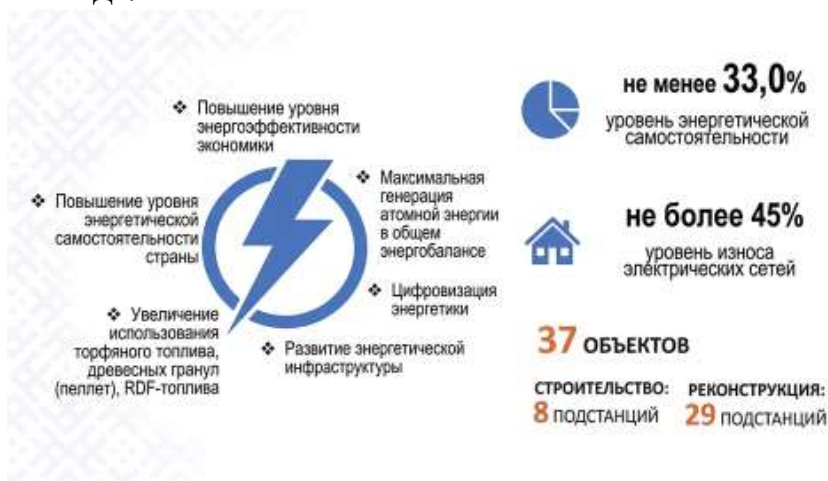 ❖ Повышение уровня
энергоэффективности
экономики
❖ Повышение уровня
энергетической
самостоятельности
страны
❖ Максимальная
генерация
атомной энергии
в общем
энергобалансе
❖ Цифровизация
энергетики
❖ Увеличение
использования
торфяного топлива,
древесных гранул
(пеллет), RDF-топлива
❖ Развитие энергетической
инфраструктуры
не менее 33,0%
уровень энергетической
самостоятельности
не более 45%
уровень износа
электрических сетей
37 ОБЪЕКТОВ
СТРОИТЕЛЬСТВО:
8 ПОДСТАНЦИЙ
РЕКОНСТРУКЦИЯ:
29 ПОДСТАНЦИЙ